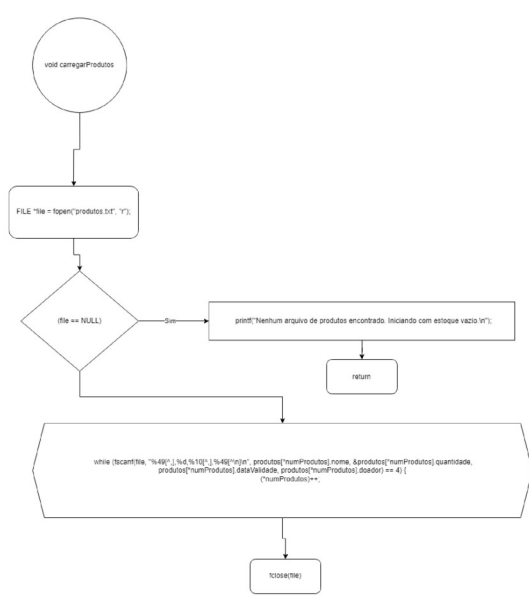 void carregarProdutos
FILE *file = fopen("produtos.txt", "r");
(file == NULL)
Sim
printf("Nenhum arquivo de produtos encontrado. Iniciando com estoque vazio.\n");
return
while (fscanf(file, "%49[^,],%d,%10[^,],%49[^\n]\n", produtos[*numProdutos].nome, &produtos[*numProdutos].quantidade,
produtos[*numProdutos].dataValidade, produtos[*numProdutos].doador) == 4) {
(*numProdutos)++;
fclose(file)